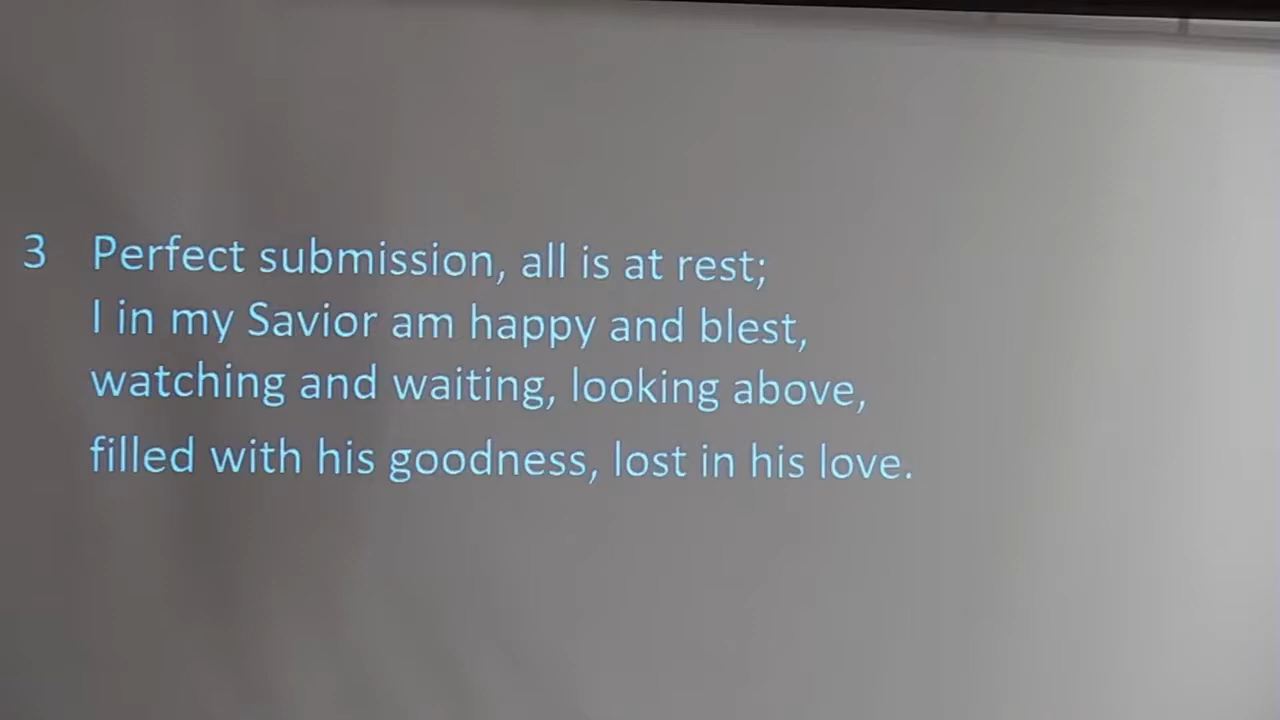 3 Perfect submission, all is at rest;
I in my Savior am happy and blest,
watching and waiting, looking above,
filled with his goodness, lost in his love.